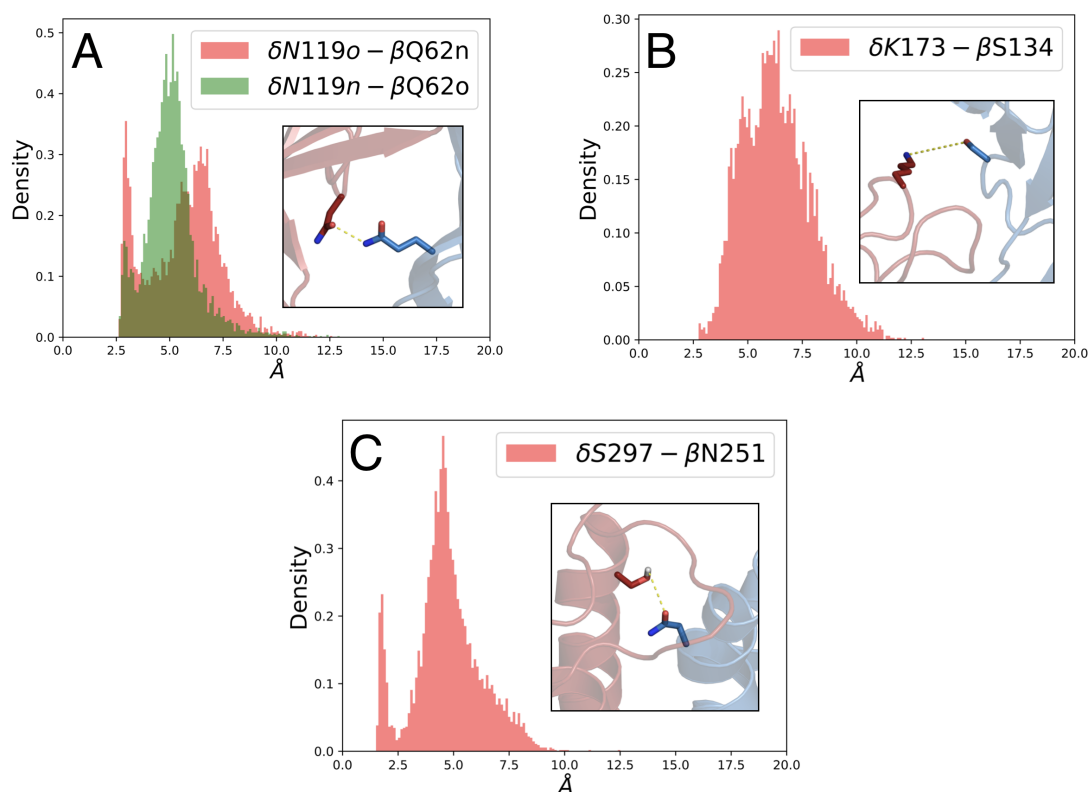 A
δN119o − βQ62n
δN119n − βQ62o
Density
0.5
0.4
0.3
0.2
0.1
0.0
0.0 2.5 5.0 7.5 10.0 12.5 15.0 17.5 20.0
Å
B
δK173 − βS134
Density
0.30
0.25
0.20
0.15
0.10
0.05
0.00
0.0 2.5 5.0 7.5 10.0 12.5 15.0 17.5 20.0
Å
C
δS297 − βN251
Density
0.4
0.3
0.2
0.1
0.0
0.0 2.5 5.0 7.5 10.0 12.5 15.0 17.5 20.0
Å